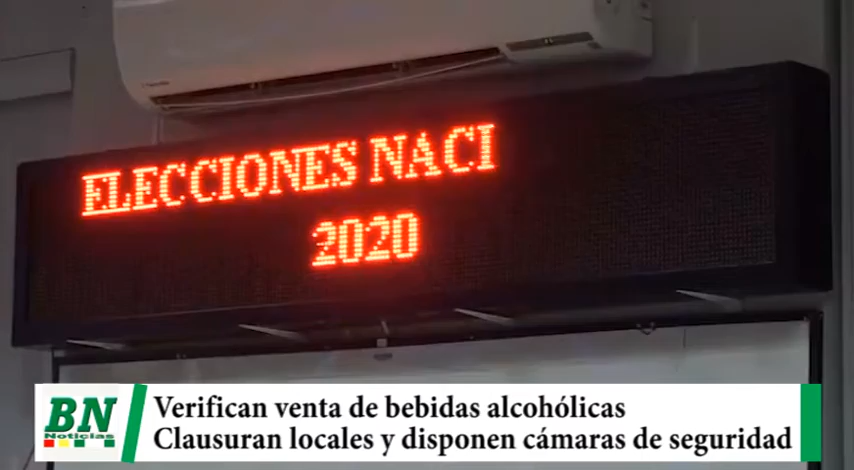 ELECCIONES NACI
2020
BN
Noticias
Verifican venta de bebidas alcohólicas
Clausuran locales y disponen cámaras de seguridad